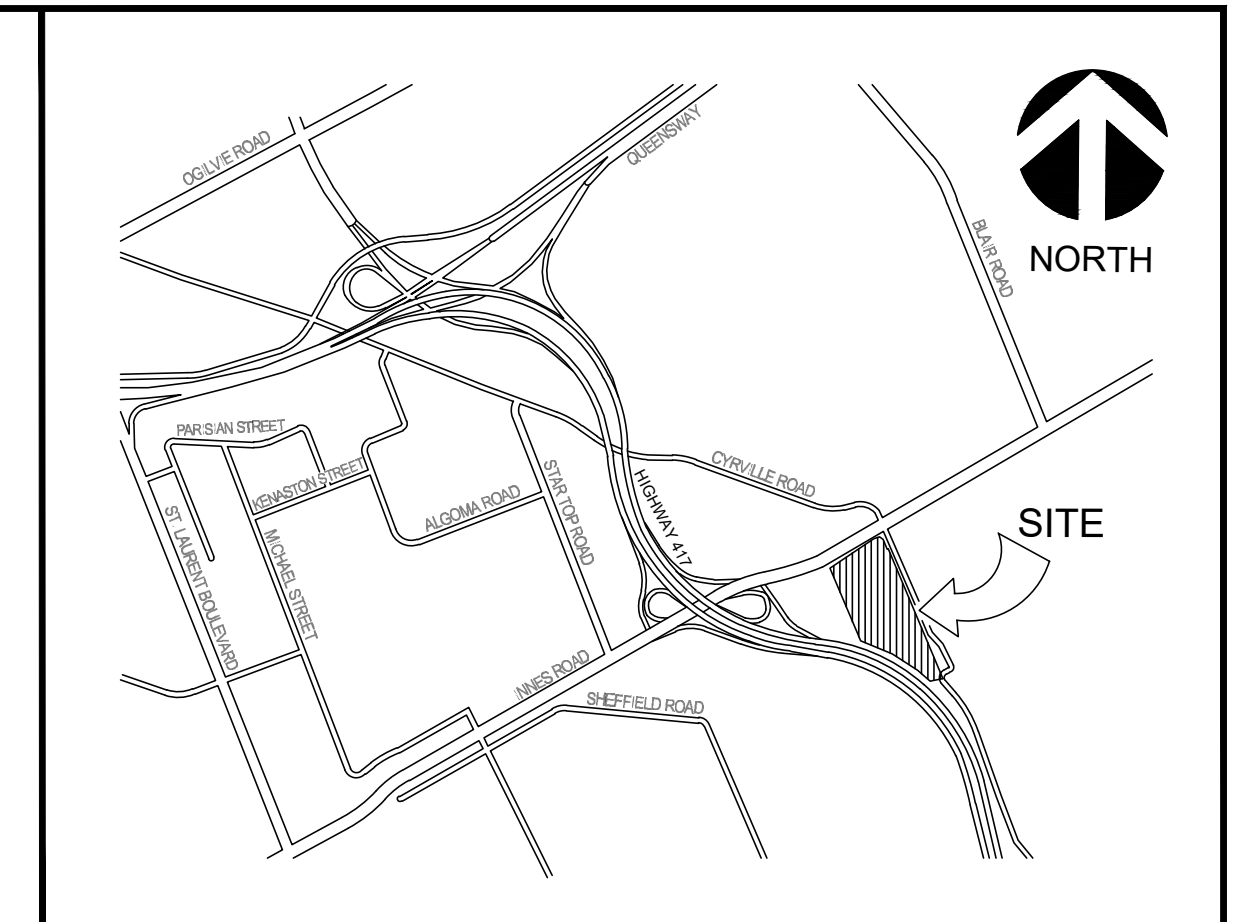 OGILVIE ROAD
QUEENSWAY
BLAIR ROAD
NORTH
PARISIAN STREET
KENASTON STREET
ALGOMA ROAD
STAR TOP ROAD
HIGHWAY 417
CYRVILLE ROAD
SITE
ST. LAURENT BOULEVARD
MICHAEL STREET
INNES ROAD
SHEFFIELD ROAD